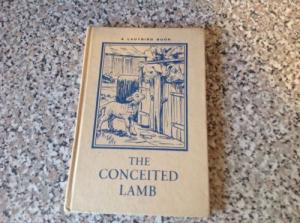 A LADYBIRD BOOK
THE
CONCEITED
LAMB